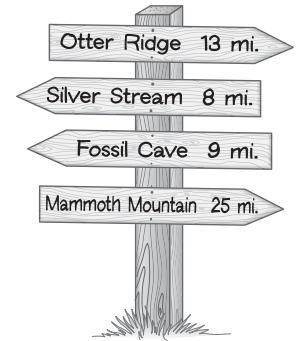 Otter Ridge 13 mi.
Silver Stream 8 mi.
Fossil Cave 9 mi.
Mammoth Mountain 25 mi.